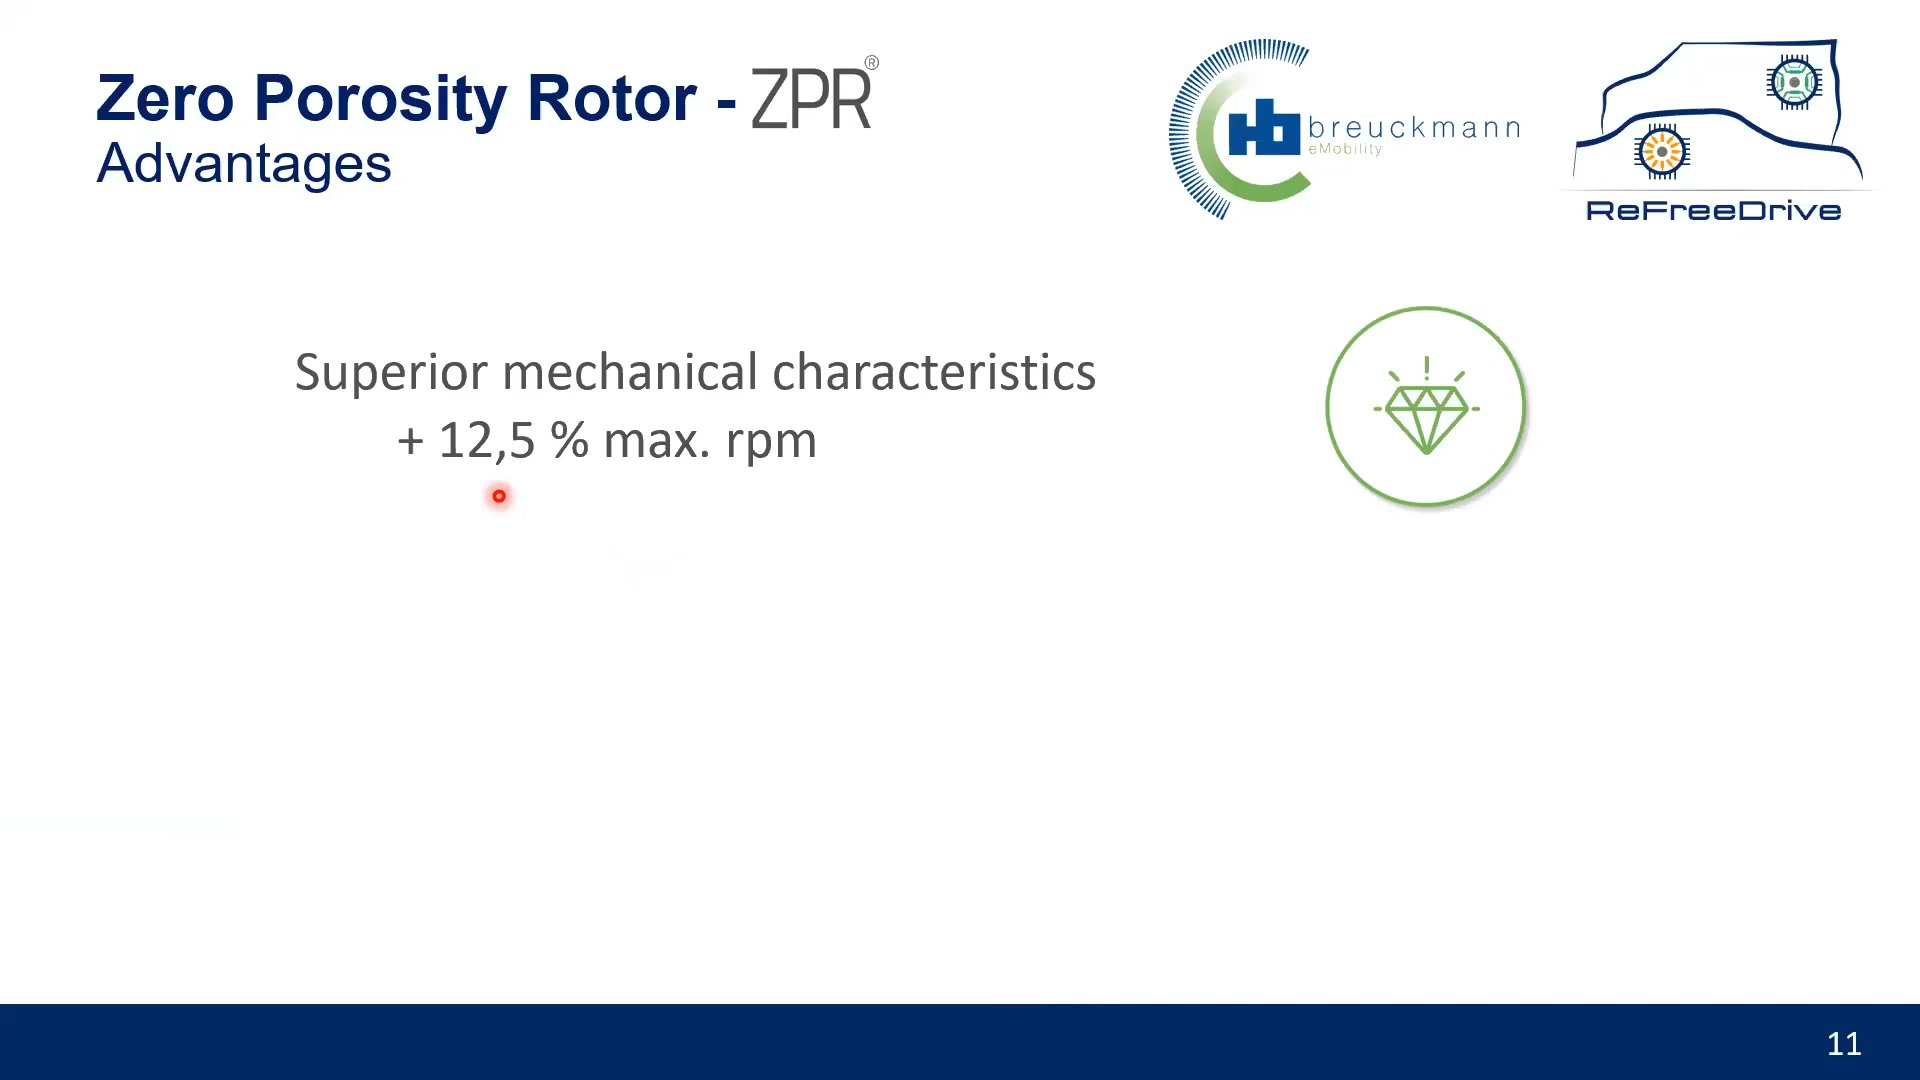 Zero Porosity Rotor - ZPR®
Advantages
breuckmann
eMobility
ReFreeDrive
Superior mechanical characteristics
+ 12,5 % max. rpm
11